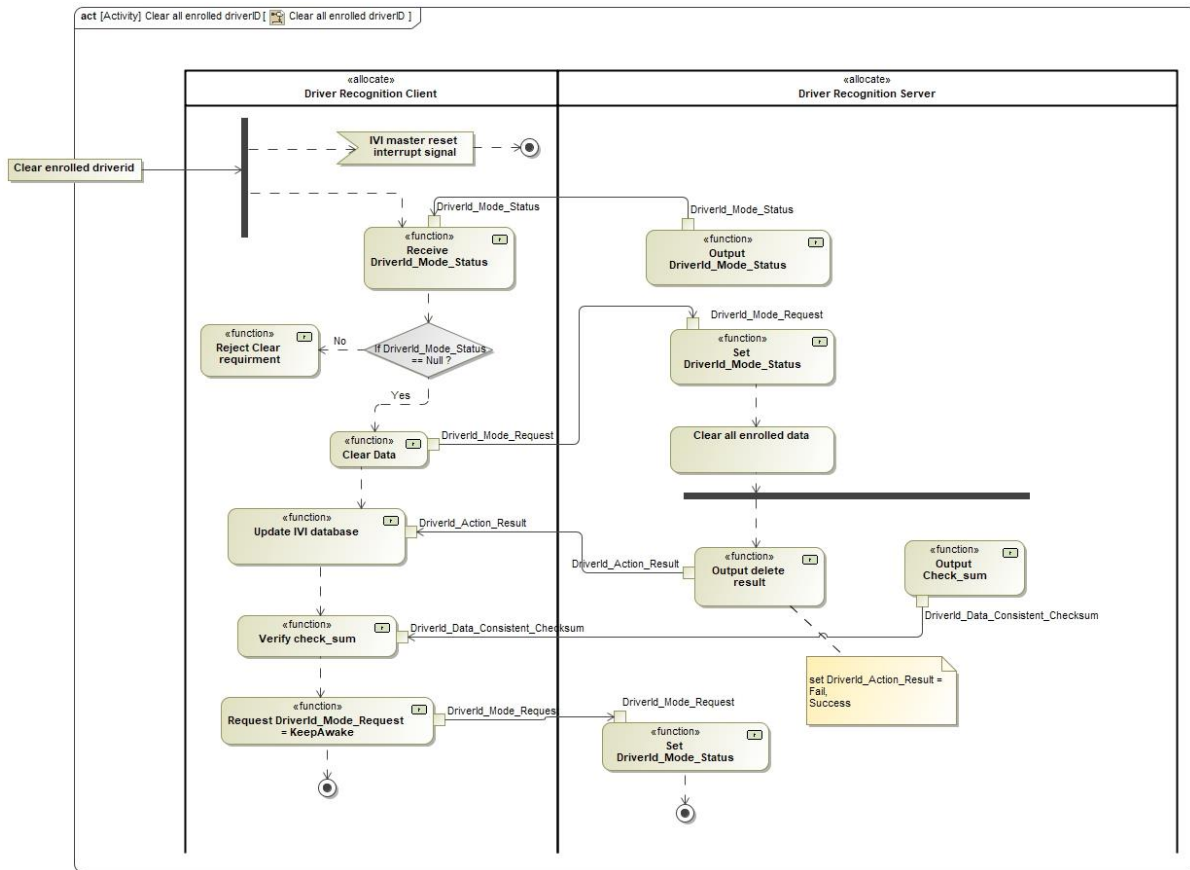 act [Activity] Clear all enrolled driverID [ Clear all enrolled driverID ]
«allocate»
Driver Recognition Client
«allocate»
Driver Recognition Server
IVI master reset
interrupt signal
Clear enrolled driverid
DriverId_Mode_Status
DriverId_Mode_Status
«function»
Receive
DriverId_Mode_Status
«function»
Output
DriverId_Mode_Status
DriverId_Mode_Request
«function»
Reject Clear
requirment
No
If DriverId_Mode_Status
== Null ?
«function»
Set
DriverId_Mode_Status
Yes
«function»
Clear Data
DriverId_Mode_Request
Clear all enrolled data
«function»
Update IVI database
DriverId_Action_Result
DriverId_Action_Result
«function»
Output delete
result
«function»
Output
Check_sum
«function»
Verify check_sum
DriverId_Data_Consistent_Checksum
DriverId_Data_Consistent_Checksum
set DriverId_Action_Result =
Fail,
Success
«function»
Request DriverId_Mode_Request
= KeepAwake
DriverId_Mode_Reques
DriverId_Mode_Request
«function»
Set
DriverId_Mode_Status